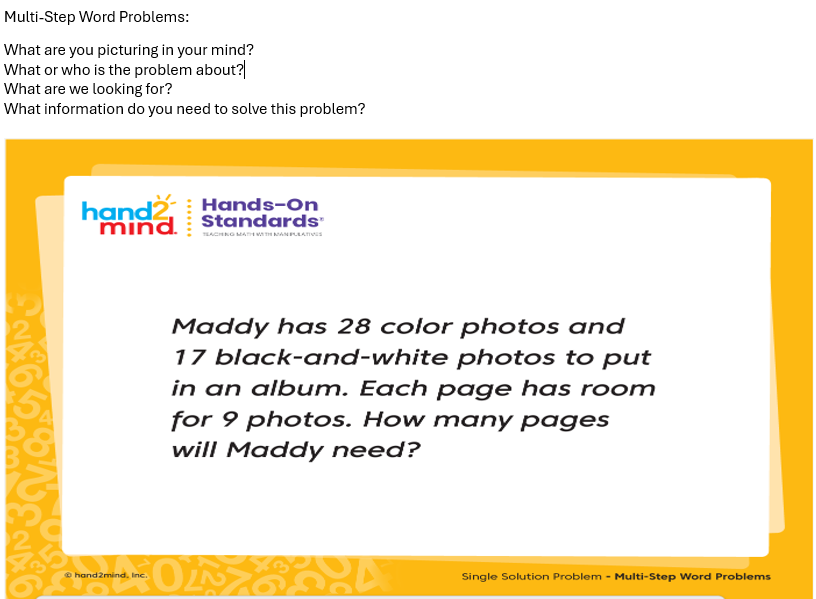 Multi-Step Word Problems:
What are you picturing in your mind?
What or who is the problem about?
What are we looking for?
What information do you need to solve this problem?
hand2mind.
Hands-On
Standards®
TEACHING MATH WITH MANIPULATIVES
Maddy has 28 color photos and
17 black-and-white photos to put
in an album. Each page has room
for 9 photos. How many pages
will Maddy need?
© hand2mind, Inc.
Single Solution Problem - Multi-Step Word Problems